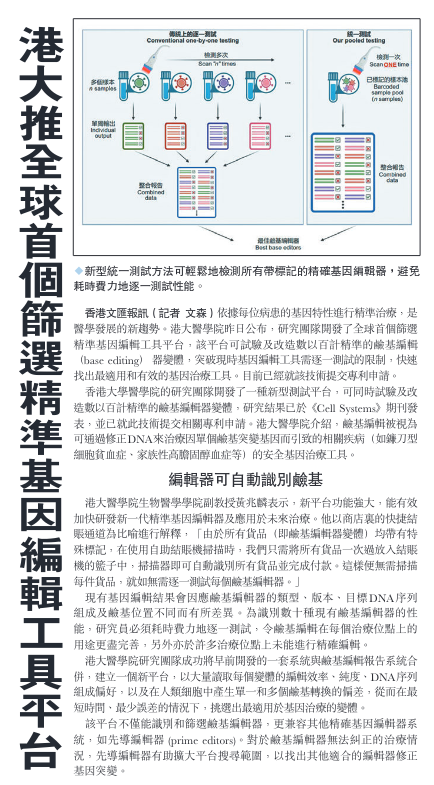 港大推全球首個篩選精準基因編輯工具平台
傳統上的逐一測試
Conventional one-by-one testing
檢測多次
Scan "n" times
多個樣本
n samples
單獨輸出
Individual
output
整合報告
Combined
data
統一測試
Our pooled testing
檢測一次
Scan ONE time
已標記的樣本池
Barcoded
sample pool
(n samples)
整合報告
Combined
data
最佳鹼基編輯器
Best base editors
◆新型統一測試方法可輕鬆地檢測所有帶標記的精確基因編輯器，避免
耗時費力地逐一測試性能。
香港文匯報訊（記者 文森）依據每位病患的基因特性進行精準治療，是
醫學發展的新趨勢。港大醫學院昨日公布，研究團隊開發了全球首個篩選
精準基因編輯工具平台，該平台可試驗及改造數以百計精準的鹼基編輯
（base editing）器變體，突破現時基因編輯工具需逐一測試的限制，快速
找出最適用和有效的基因治療工具。目前已經就該技術提交專利申請。
香港大學醫學院的研究團隊開發了一種新型測試平台，可同時試驗及改
造數以百計精準的鹼基編輯器變體，研究結果已於《Cell Systems》期刊發
表，並已就此技術提交相關專利申請。港大醫學院介紹，鹼基編輯被視為
可通過修正DNA來治療因單個鹼基突變基因而引致的相關疾病（如鐮刀型
細胞貧血症、家族性高膽固醇血症等）的安全基因治療工具。
編輯器可自動識別鹼基
港大醫學院生物醫學學院副教授黃兆麟表示，新平台功能強大，能有效
加快研發新一代精準基因編輯器及應用於未來治療。他以商店裏的快捷結
賬通道為比喻進行解釋，「由於所有貨品（即鹼基編輯器變體）均帶有特
殊標記，在使用自助結賬機掃描時，我們只需將所有貨品一次過放入結賬
機的籃子中，掃描器即可自動識別所有貨品並完成付款。這樣便無需掃描
每件貨品，就如無需逐一測試每個鹼基編輯器。」
現有基因編輯結果會因應鹼基編輯器的類型、版本、目標DNA序列
組成及鹼基位置不同而有所差異。為識別數十種現有鹼基編輯器的性
能，研究員必須耗時費力地逐一測試，令鹼基編輯在每個治療位點上的
用途更盡完善，另外亦於許多治療位點上未能進行精確編輯。
港大醫學院研究團隊成功將早前開發的一套系統與鹼基編輯報告系統合
併，建立一個新平台，以大量讀取每個變體的編輯效率、純度、DNA序列
組成偏好，以及在人類細胞中產生單一和多個鹼基轉換的偏差，從而在最
短時間、最少誤差的情況下，挑選出最適用於基因治療的變體。
該平台不僅能識別和篩選鹼基編輯器，更兼容其他精確基因編輯器系
統，如先導編輯器 (prime editors)。對於鹼基編輯器無法糾正的治療情
況，先導編輯器有助擴大平台搜尋範圍，以找出其他適合的編輯器修正
基因突變。